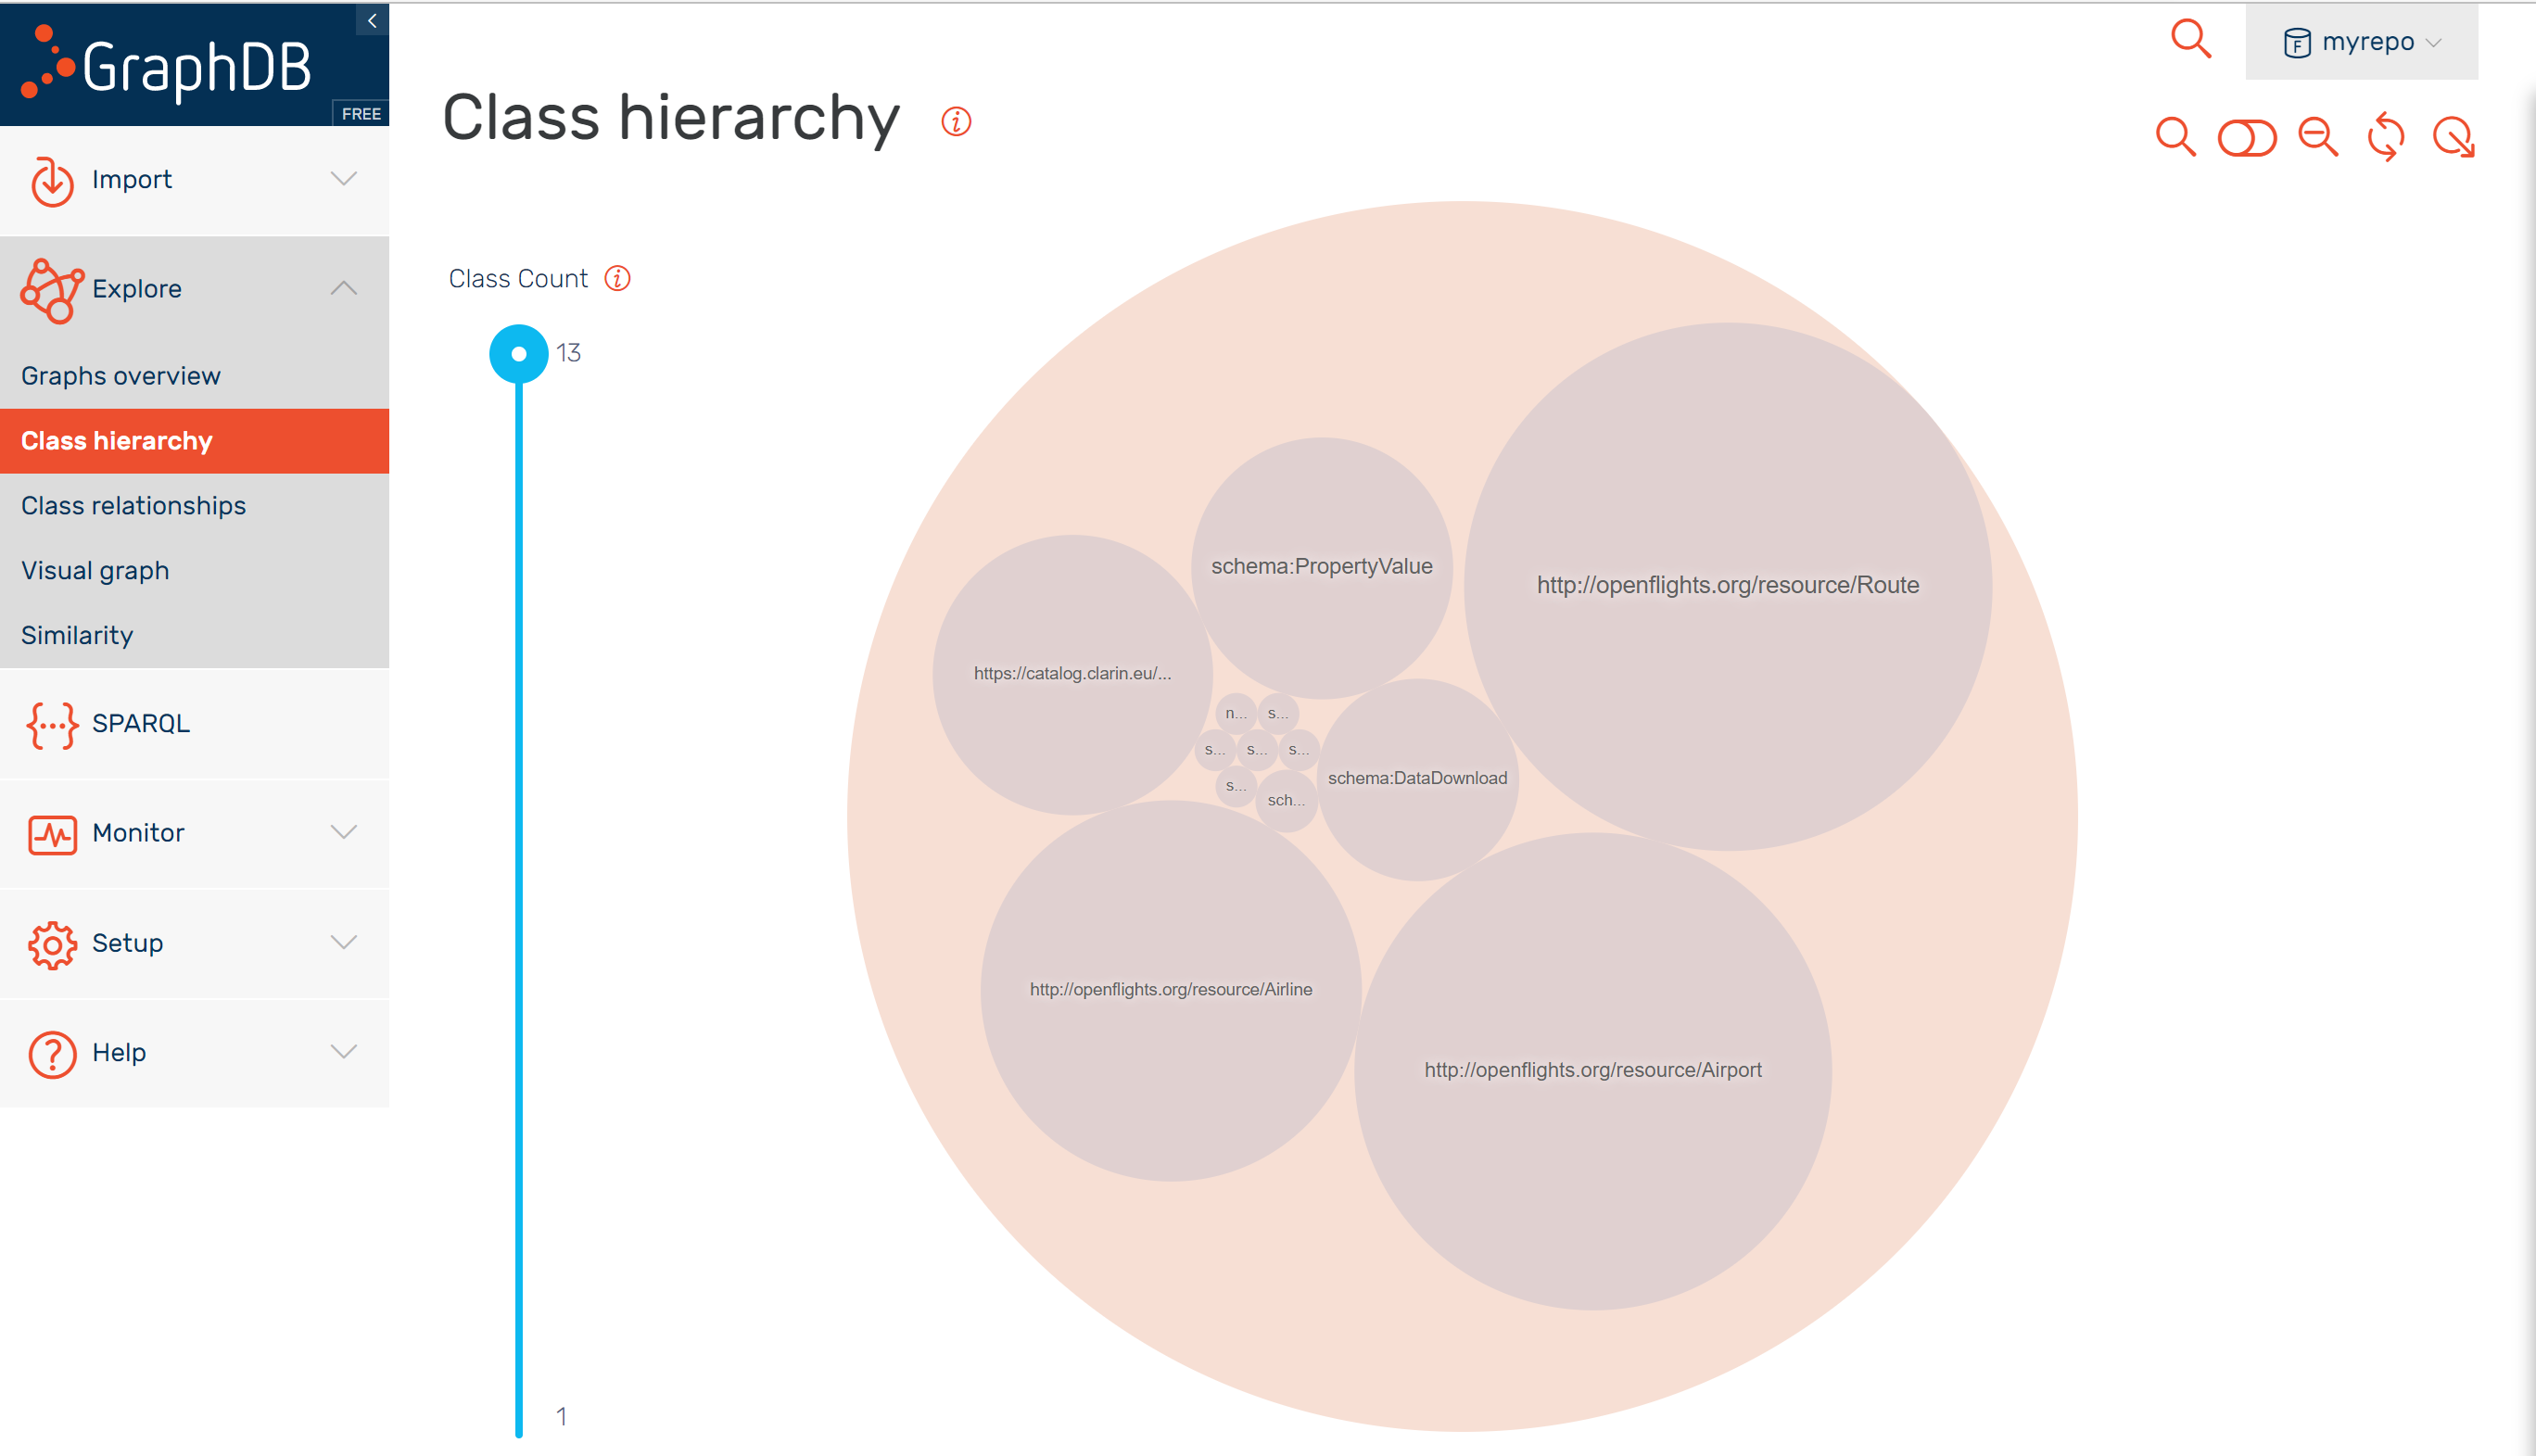 GraphDB
FREE
myrepo
Class hierarchy
Import
Explore
Graphs overview
Class hierarchy
Class relationships
Visual graph
Similarity
SPARQL
Monitor
Setup
Help
Class Count
13
1
schema:PropertyValue
http://openflights.org/resource/Route
https://catalog.clarin.eu/...
n...
s...
s...
s...
s...
schema:DataDownload
s...
sch...
http://openflights.org/resource/Airline
http://openflights.org/resource/Airport